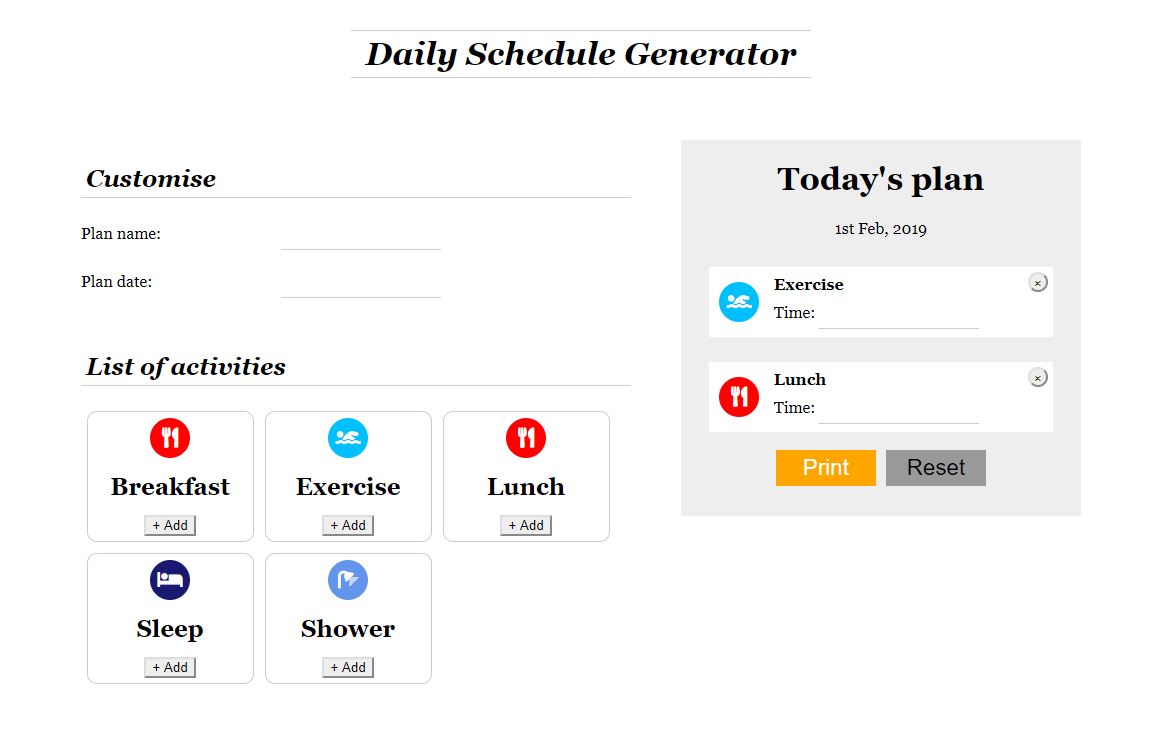 Daily Schedule Generator
Customise
Plan name:
Plan date:
List of activities
Breakfast
+ Add
Exercise
+ Add
Lunch
+ Add
Sleep
+ Add
Shower
+ Add
Today's plan
1st Feb, 2019
Exercise
×
Time:
Lunch
×
Time:
Print
Reset